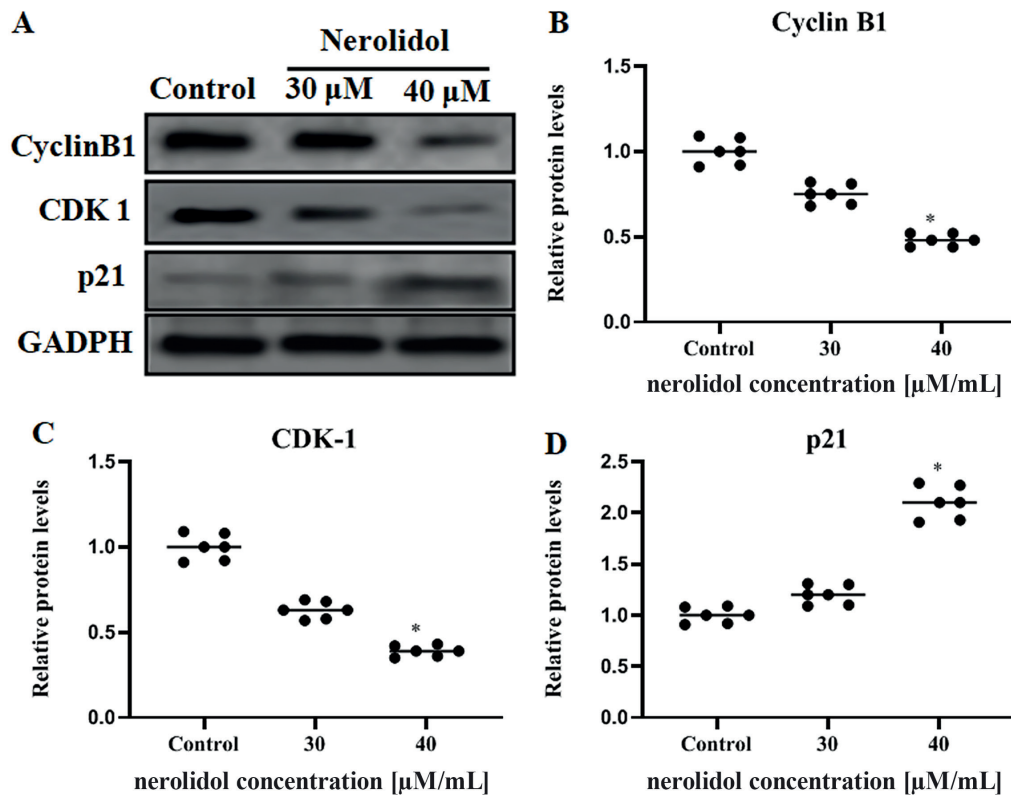 A
Nerolidol
Control 30 µM 40 µM
CyclinB1
CDK 1
p21
GADPH
B
Cyclin B1
Relative protein levels
1.5
1.0
0.5
0.0
*
Control 30 40
nerolidol concentration [µM/mL]
C
CDK-1
Relative protein levels
1.5
1.0
0.5
0.0
*
Control 30 40
nerolidol concentration [µM/mL]
D
p21
Relative protein levels
2.5
2.0
1.5
1.0
0.5
0.0
*
Control 30 40
nerolidol concentration [µM/mL]